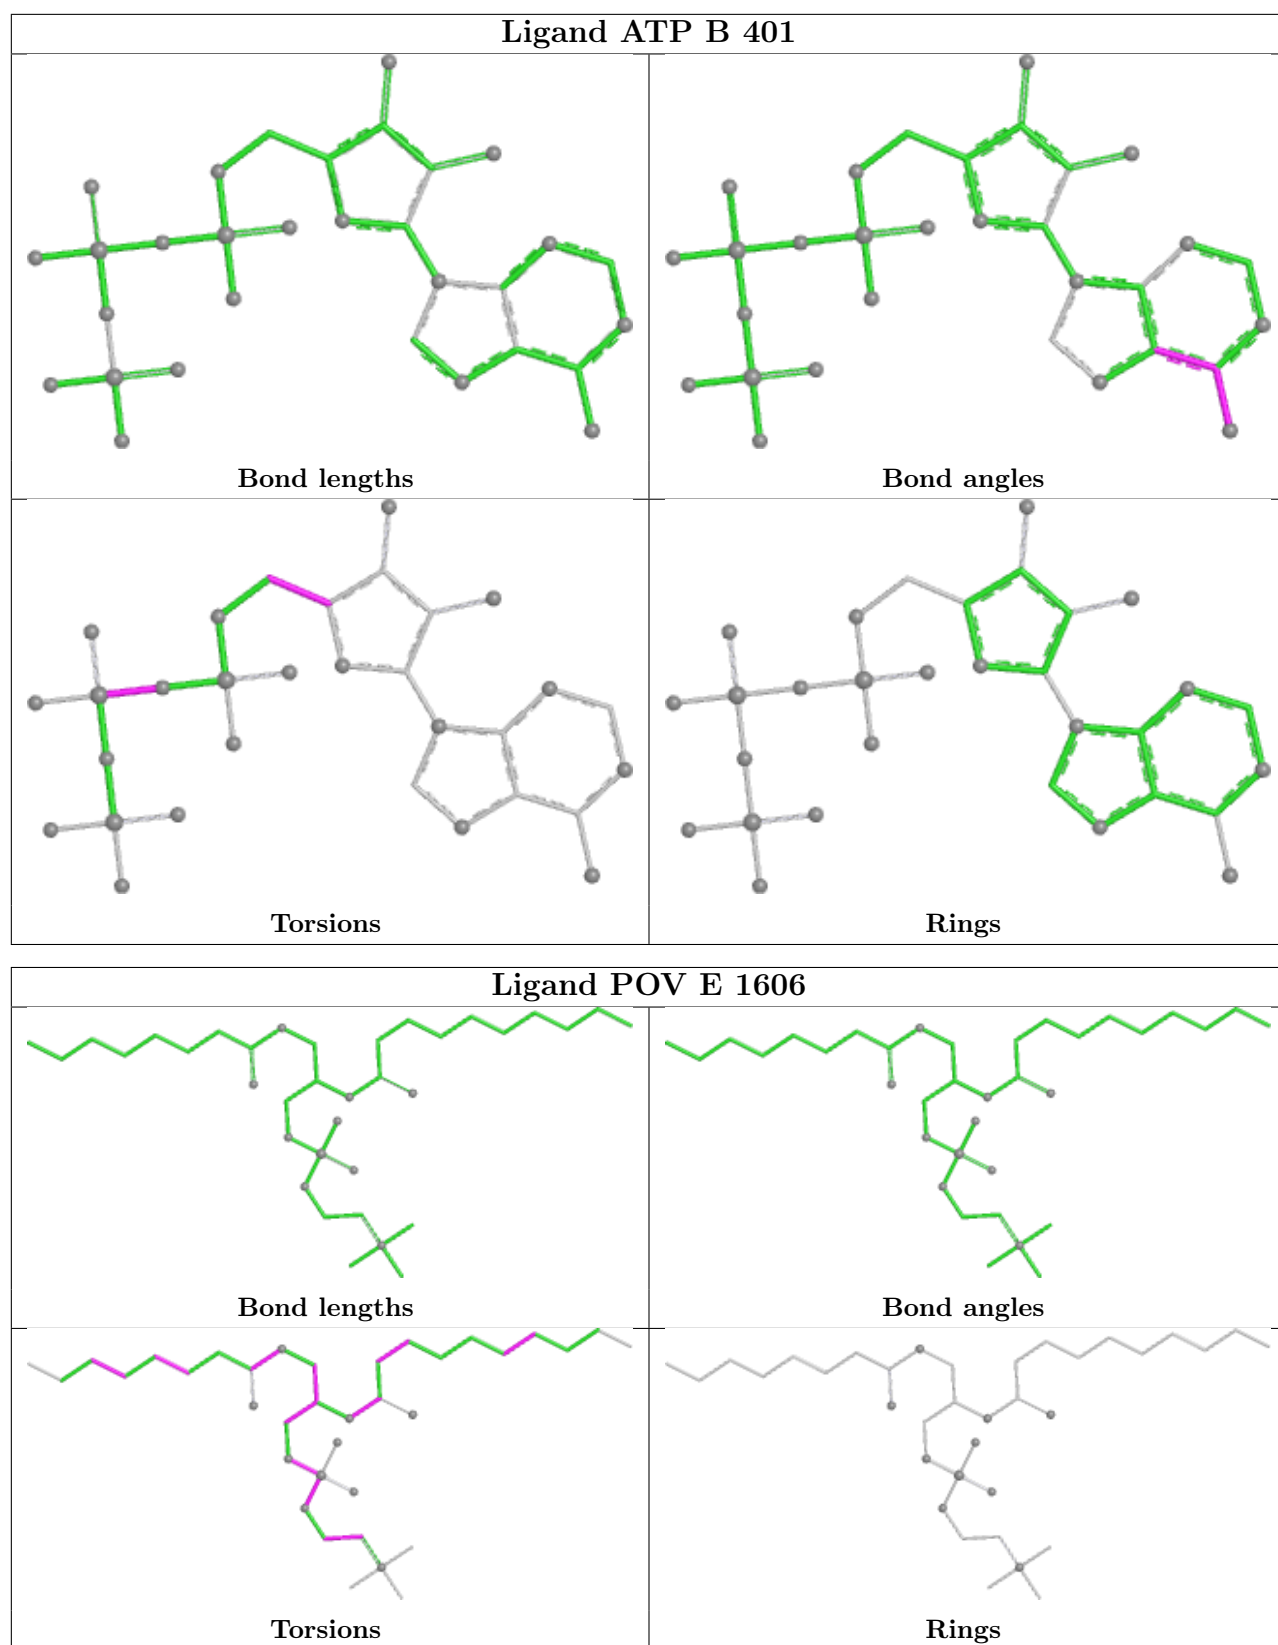 Ligand ATP B 401
Bond lengths
Bond angles
Torsions
Rings
Ligand POV E 1606
Bond lengths
Bond angles
Torsions
Rings